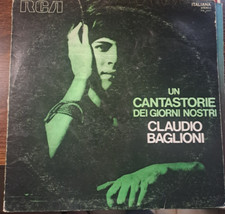 RCA
ITALIANA
UN
CANTASTORIE
DEI GIORNI NOSTRI
CLAUDIO
BAGLIONI